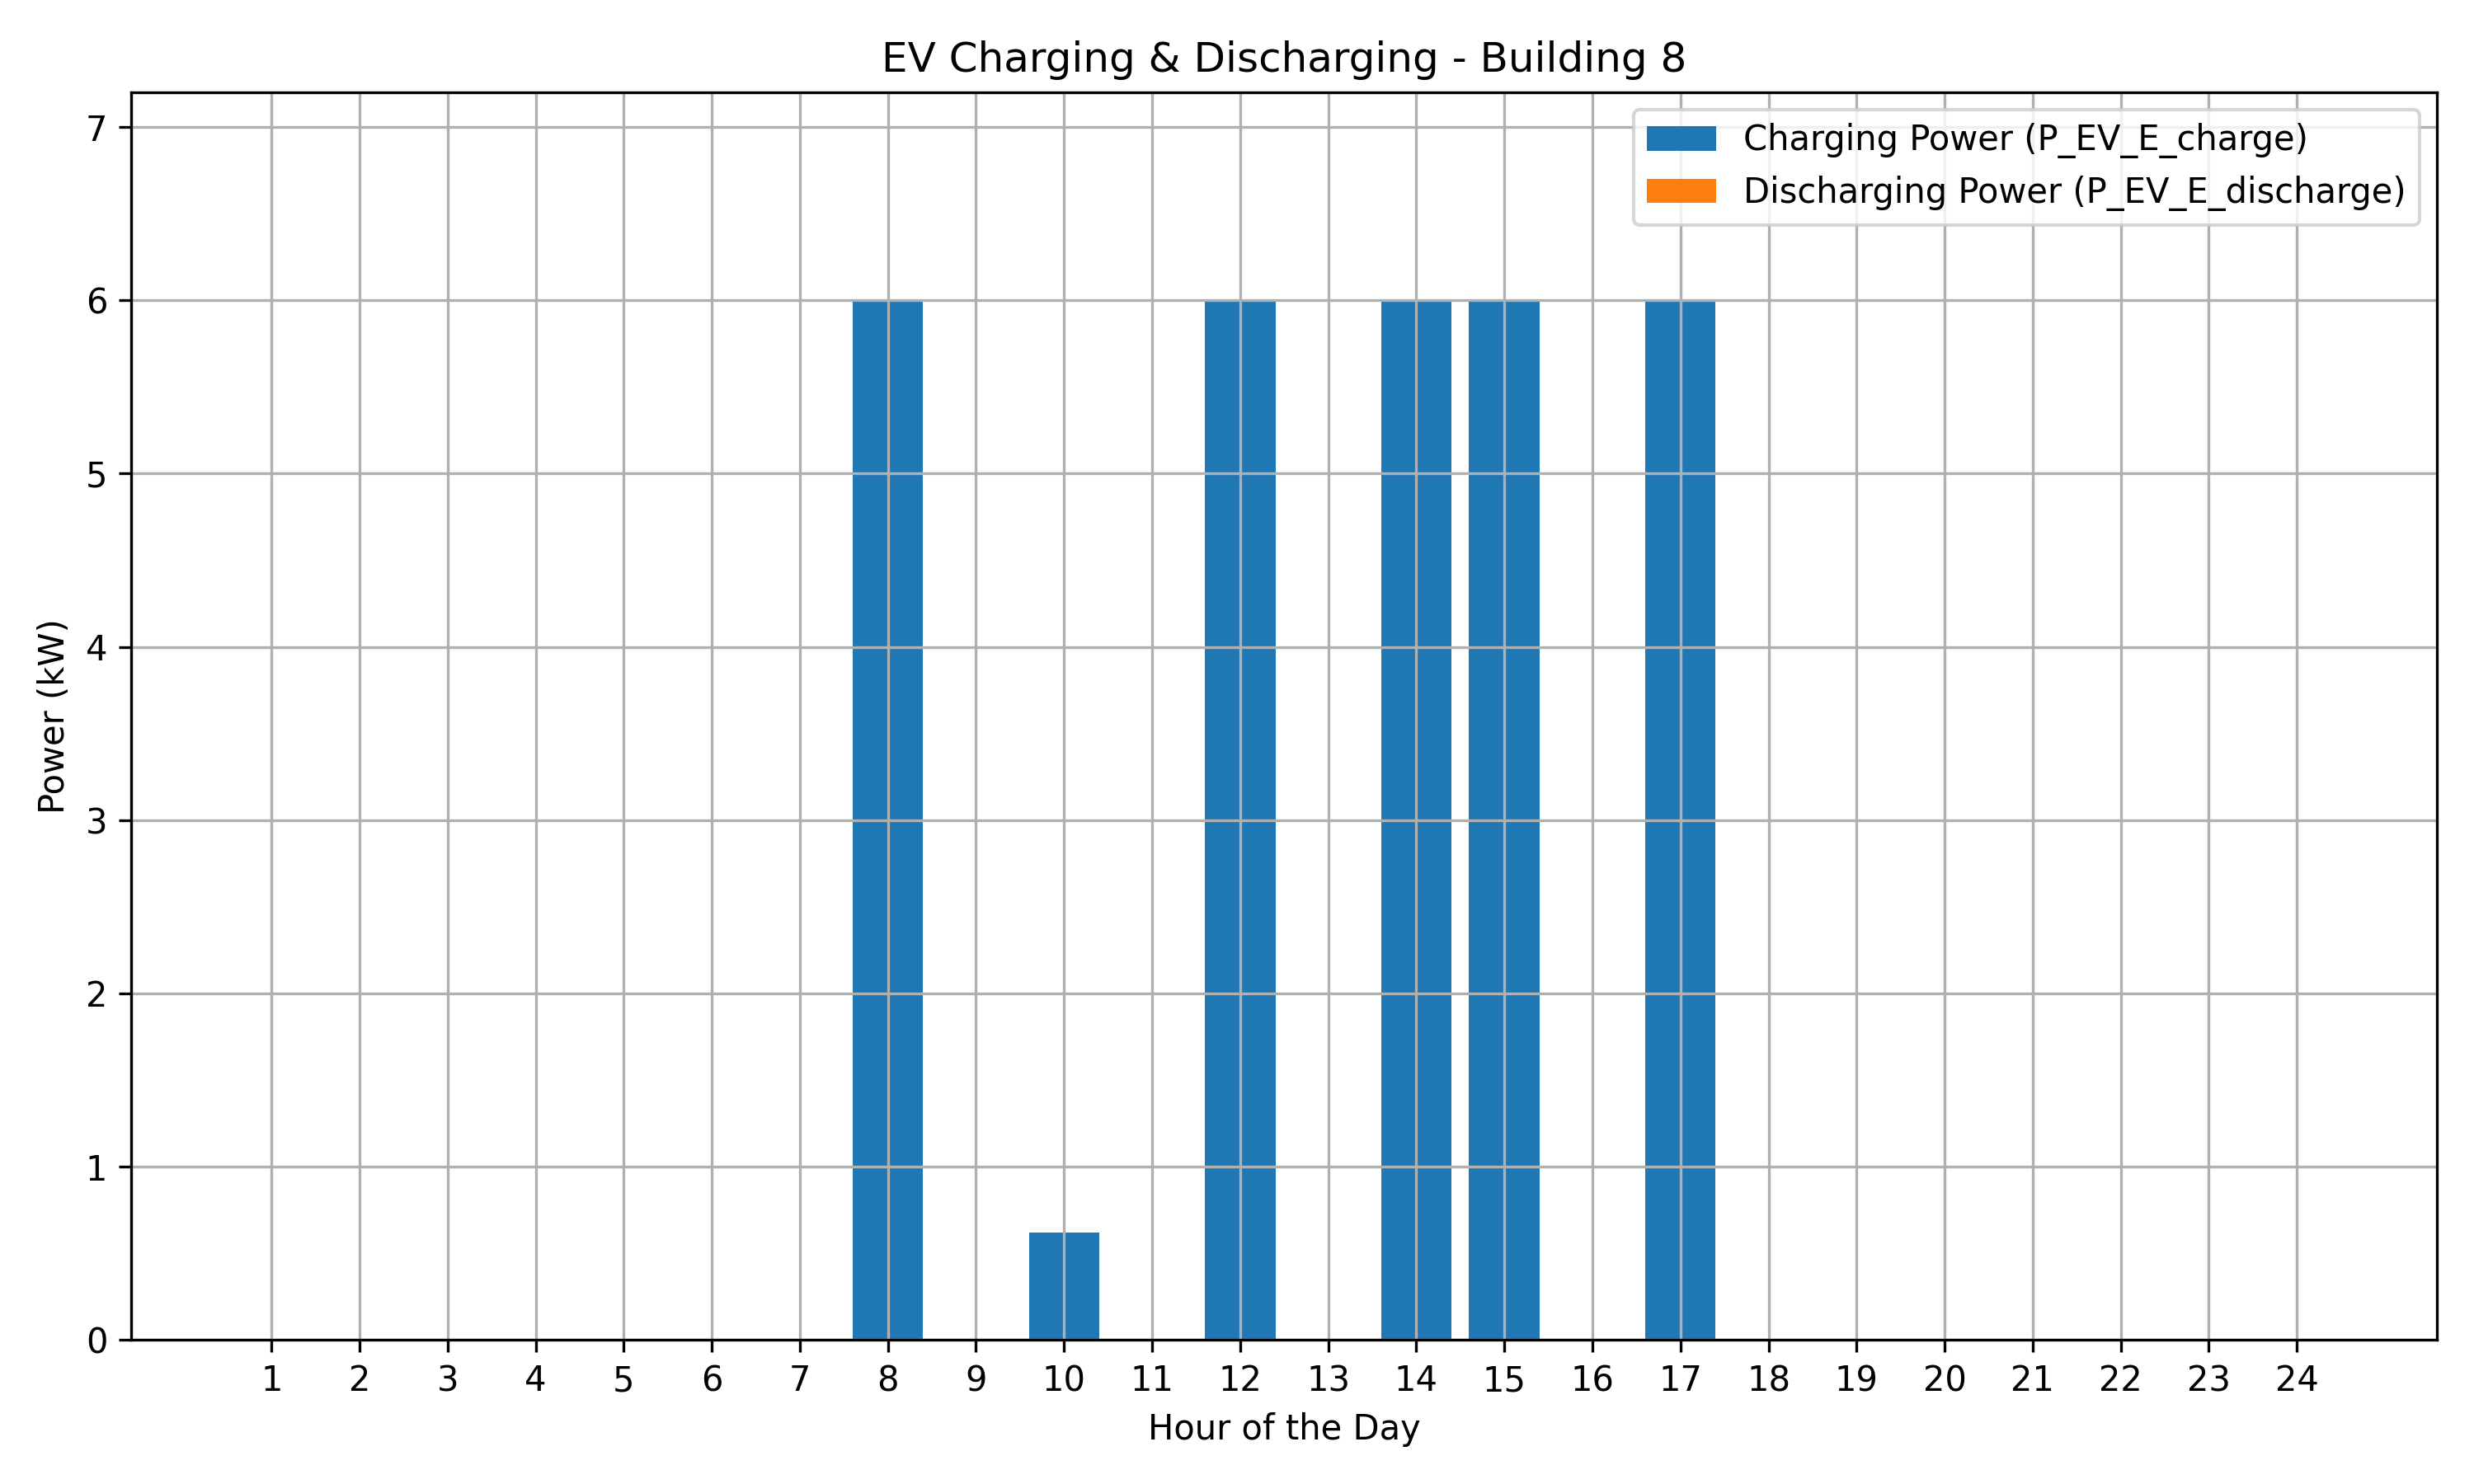 EV Charging & Discharging - Building 8
Charging Power (P_EV_E_charge)
Discharging Power (P_EV_E_discharge)
Power (kW)
7
6
5
4
3
2
1
0
1 2 3 4 5 6 7 8 9 10 11 12 13 14 15 16 17 18 19 20 21 22 23 24
Hour of the Day